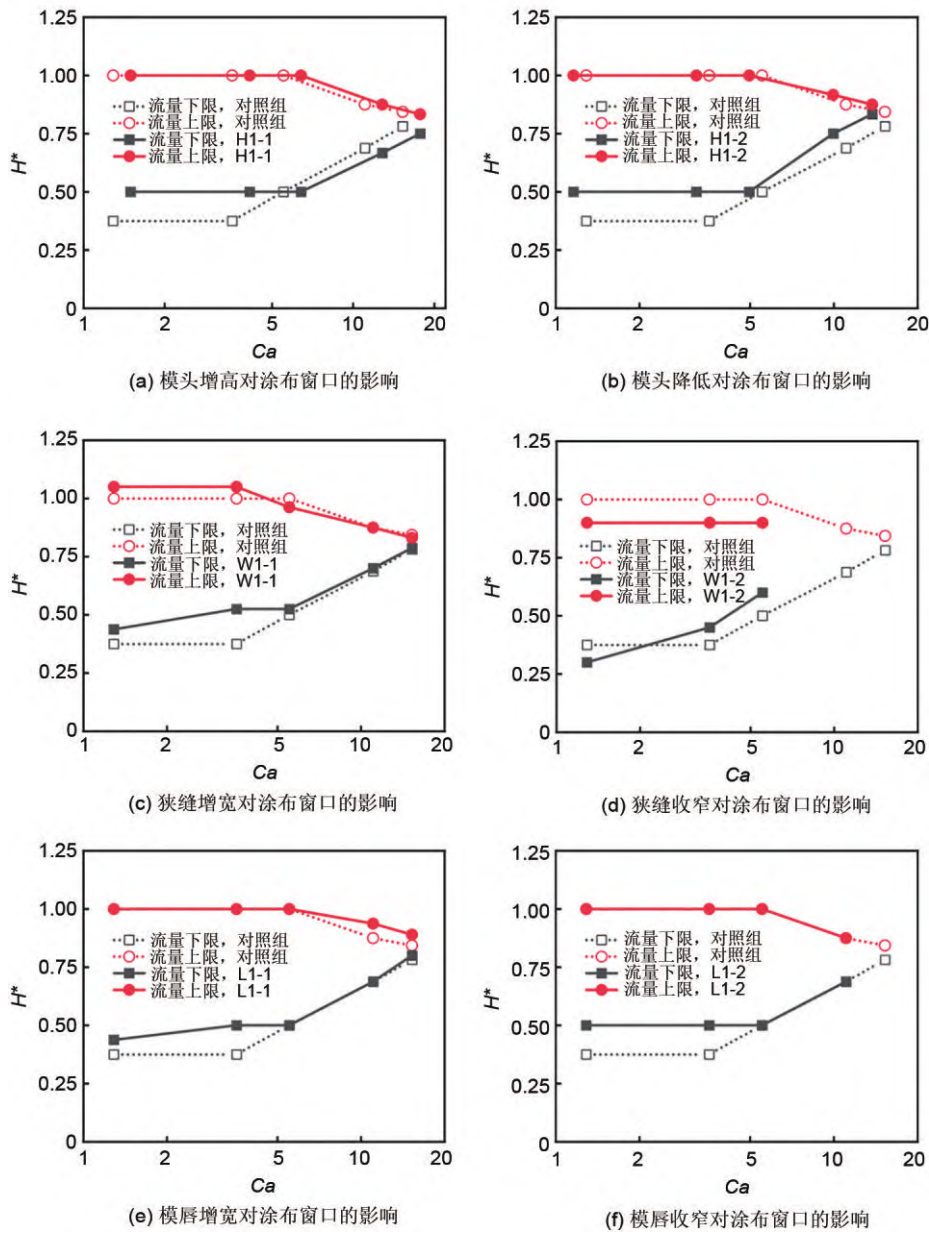 1.25
1.00
0.75
0.50
0.25
0
H*
流量下限，对照组
流量上限，对照组
流量下限，H1-1
流量上限，H1-1
1 2 5 10 20
Ca
(a) 模头增高对涂布窗口的影响
1.25
1.00
0.75
0.50
0.25
0
H*
流量下限，对照组
流量上限，对照组
流量下限，H1-2
流量上限，H1-2
1 2 5 10 20
Ca
(b) 模头降低对涂布窗口的影响
1.25
1.00
0.75
0.50
0.25
0
H*
流量下限，对照组
流量上限，对照组
流量下限，W1-1
流量上限，W1-1
1 2 5 10 20
Ca
(c) 狭缝增宽对涂布窗口的影响
1.25
1.00
0.75
0.50
0.25
0
H*
流量下限，对照组
流量上限，对照组
流量下限，W1-2
流量上限，W1-2
1 2 5 10 20
Ca
(d) 狭缝收窄对涂布窗口的影响
1.25
1.00
0.75
0.50
0.25
0
H*
流量下限，对照组
流量上限，对照组
流量下限，L1-1
流量上限，L1-1
1 2 5 10 20
Ca
(e) 模唇增宽对涂布窗口的影响
1.25
1.00
0.75
0.50
0.25
0
H*
流量下限，对照组
流量上限，对照组
流量下限，L1-2
流量上限，L1-2
1 2 5 10 20
Ca
(f) 模唇收窄对涂布窗口的影响